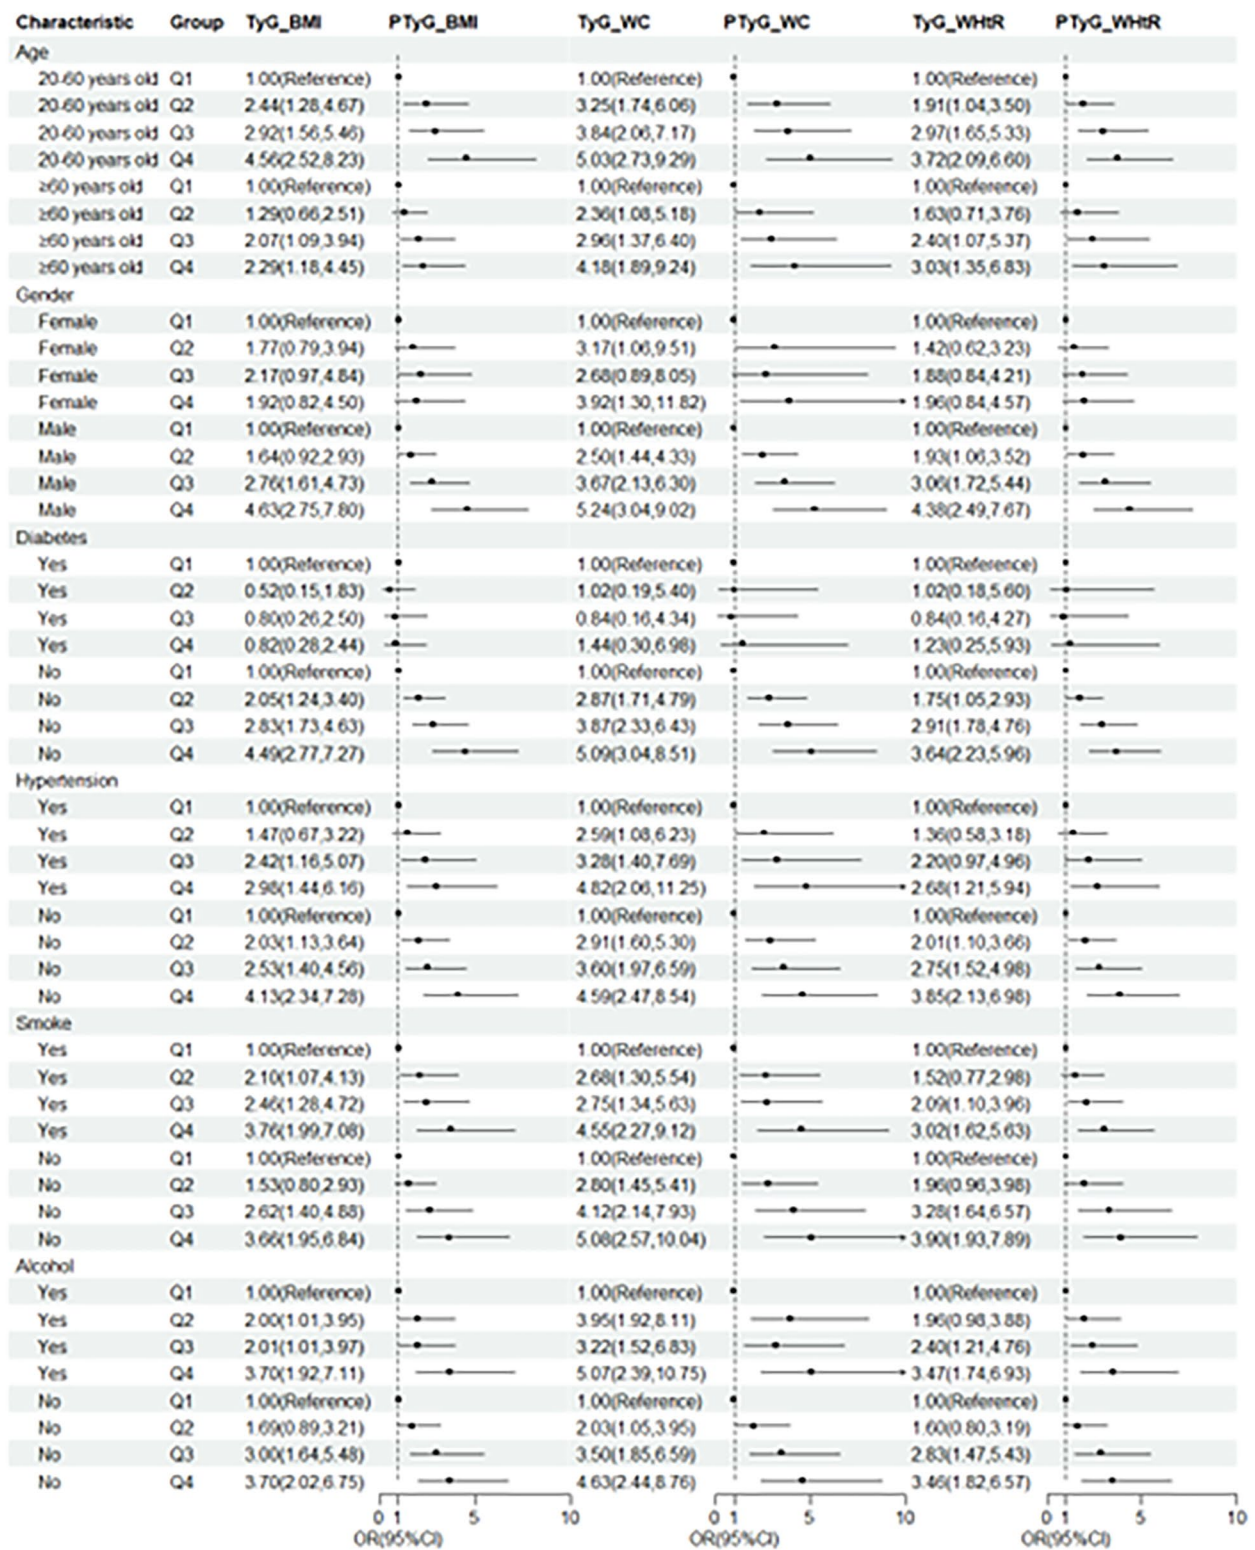 Characteristic Group TyG_BMI PTyG_BMI TyG_WC PTyG_WC TyG_WHtR PTyG_WHtR
Age
20-60 years old Q1 1.00(Reference) 1.00(Reference) 1.00(Reference)
20-60 years old Q2 2.44(1.28,4.67) 3.25(1.74,6.06) 1.91(1.04,3.50)
20-60 years old Q3 2.92(1.56,5.46) 3.84(2.06,7.17) 2.97(1.65,5.33)
20-60 years old Q4 4.56(2.52,8.23) 5.03(2.73,9.29) 3.72(2.09,6.60)
≥60 years old Q1 1.00(Reference) 1.00(Reference) 1.00(Reference)
≥60 years old Q2 1.29(0.66,2.51) 2.36(1.08,5.18) 1.63(0.71,3.76)
≥60 years old Q3 2.07(1.09,3.94) 2.96(1.37,6.40) 2.40(1.07,5.37)
≥60 years old Q4 2.29(1.18,4.45) 4.18(1.89,9.24) 3.03(1.35,6.83)
Gender
Female Q1 1.00(Reference) 1.00(Reference) 1.00(Reference)
Female Q2 1.77(0.79,3.94) 3.17(1.06,9.51) 1.42(0.62,3.23)
Female Q3 2.17(0.97,4.84) 2.68(0.89,8.05) 1.88(0.84,4.21)
Female Q4 1.92(0.82,4.50) 3.92(1.30,11.82) 1.96(0.84,4.57)
Male Q1 1.00(Reference) 1.00(Reference) 1.00(Reference)
Male Q2 1.64(0.92,2.93) 2.50(1.44,4.33) 1.93(1.06,3.52)
Male Q3 2.76(1.61,4.73) 3.67(2.13,6.30) 3.06(1.72,5.44)
Male Q4 4.63(2.75,7.80) 5.24(3.04,9.02) 4.38(2.49,7.67)
Diabetes
Yes Q1 1.00(Reference) 1.00(Reference) 1.00(Reference)
Yes Q2 0.52(0.15,1.83) 1.02(0.19,5.40) 1.02(0.18,5.60)
Yes Q3 0.80(0.26,2.50) 0.84(0.16,4.34) 0.84(0.16,4.27)
Yes Q4 0.82(0.28,2.44) 1.44(0.30,6.98) 1.23(0.25,5.93)
No Q1 1.00(Reference) 1.00(Reference) 1.00(Reference)
No Q2 2.05(1.24,3.40) 2.87(1.71,4.79) 1.75(1.05,2.93)
No Q3 2.83(1.73,4.63) 3.87(2.33,6.43) 2.91(1.78,4.76)
No Q4 4.49(2.77,7.27) 5.09(3.04,8.51) 3.64(2.23,5.96)
Hypertension
Yes Q1 1.00(Reference) 1.00(Reference) 1.00(Reference)
Yes Q2 1.47(0.67,3.22) 2.59(1.08,6.23) 1.36(0.58,3.18)
Yes Q3 2.42(1.16,5.07) 3.28(1.40,7.69) 2.20(0.97,4.96)
Yes Q4 2.98(1.44,6.16) 4.82(2.06,11.25) 2.68(1.21,5.94)
No Q1 1.00(Reference) 1.00(Reference) 1.00(Reference)
No Q2 2.03(1.13,3.64) 2.91(1.60,5.30) 2.01(1.10,3.66)
No Q3 2.53(1.40,4.56) 3.60(1.97,6.59) 2.75(1.52,4.98)
No Q4 4.13(2.34,7.28) 4.59(2.47,8.54) 3.85(2.13,6.98)
Smoke
Yes Q1 1.00(Reference) 1.00(Reference) 1.00(Reference)
Yes Q2 2.10(1.07,4.13) 2.68(1.30,5.54) 1.52(0.77,2.98)
Yes Q3 2.46(1.28,4.72) 2.75(1.34,5.63) 2.09(1.10,3.96)
Yes Q4 3.76(1.99,7.08) 4.55(2.27,9.12) 3.02(1.62,5.63)
No Q1 1.00(Reference) 1.00(Reference) 1.00(Reference)
No Q2 1.53(0.80,2.93) 2.80(1.45,5.41) 1.96(0.96,3.98)
No Q3 2.62(1.40,4.88) 4.12(2.14,7.93) 3.28(1.64,6.57)
No Q4 3.66(1.95,6.84) 5.08(2.57,10.04) 3.90(1.93,7.89)
Alcohol
Yes Q1 1.00(Reference) 1.00(Reference) 1.00(Reference)
Yes Q2 2.00(1.01,3.95) 3.95(1.92,8.11) 1.96(0.98,3.88)
Yes Q3 2.01(1.01,3.97) 3.22(1.52,6.83) 2.40(1.21,4.76)
Yes Q4 3.70(1.92,7.11) 5.07(2.39,10.75) 3.47(1.74,6.93)
No Q1 1.00(Reference) 1.00(Reference) 1.00(Reference)
No Q2 1.69(0.89,3.21) 2.03(1.05,3.95) 1.60(0.80,3.19)
No Q3 3.00(1.64,5.48) 3.50(1.85,6.59) 2.83(1.47,5.43)
No Q4 3.70(2.02,6.75) 4.63(2.44,8.76) 3.46(1.82,6.57)
0 1 5 10 0 1 5 10 0 1 5 10
OR(95%CI) OR(95%CI) OR(95%CI)